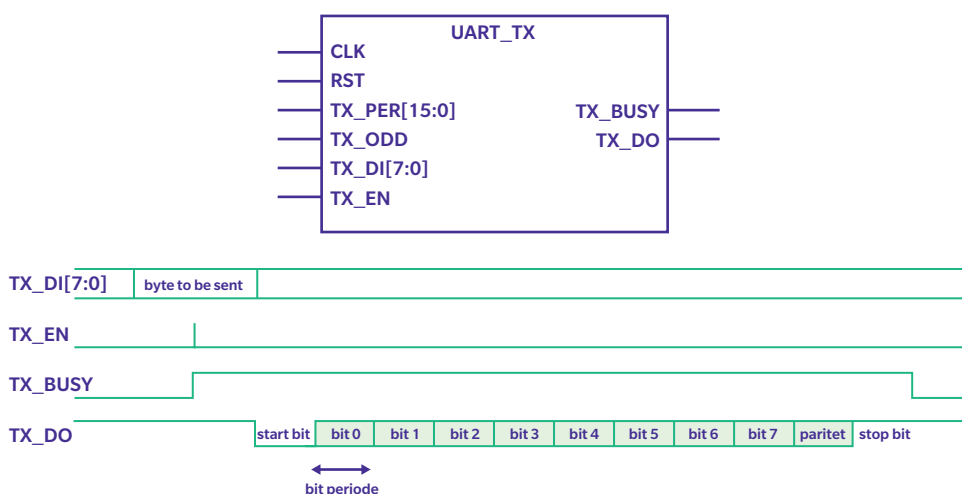 UART_TX
CLK
RST
TX_PER[15:0]
TX_BUSY
TX_ODD
TX_DO
TX_DI[7:0]
TX_EN
TX_DI[7:0] byte to be sent
TX_EN
TX_BUSY
TX_DO start bit bit 0 bit 1 bit 2 bit 3 bit 4 bit 5 bit 6 bit 7 paritet stop bit
bit periode